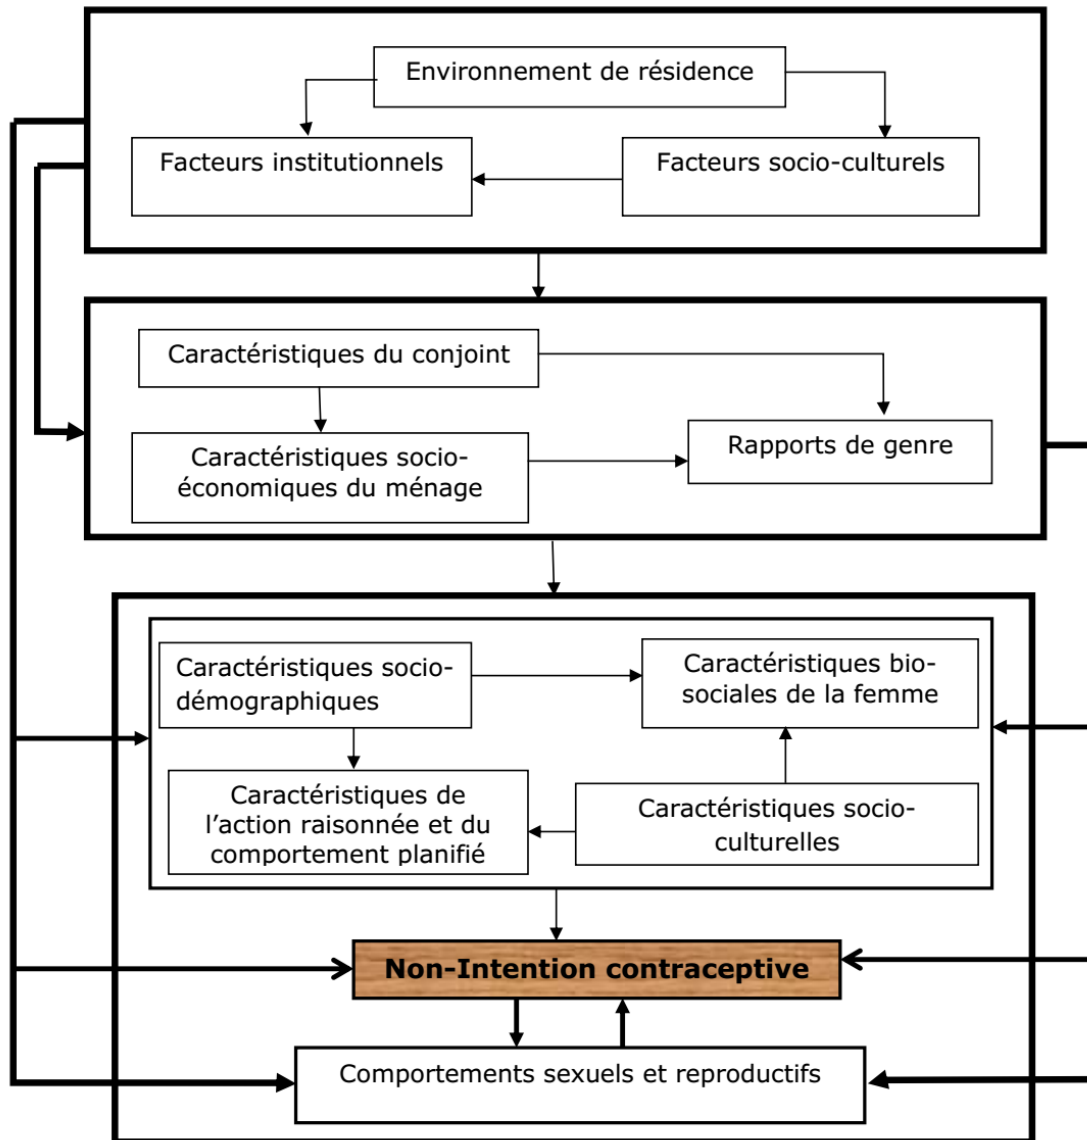 Environnement de résidence
Facteurs institutionnels
Facteurs socio-culturels
Caractéristiques du conjoint
Caractéristiques socio-
économiques du ménage
Rapports de genre
Caractéristiques socio-
démographiques
Caractéristiques bio-
sociales de la femme
Caractéristiques de
l’action raisonnée et du
comportement planifié
Caractéristiques socio-
culturelles
Non-Intention contraceptive
Comportements sexuels et reproductifs